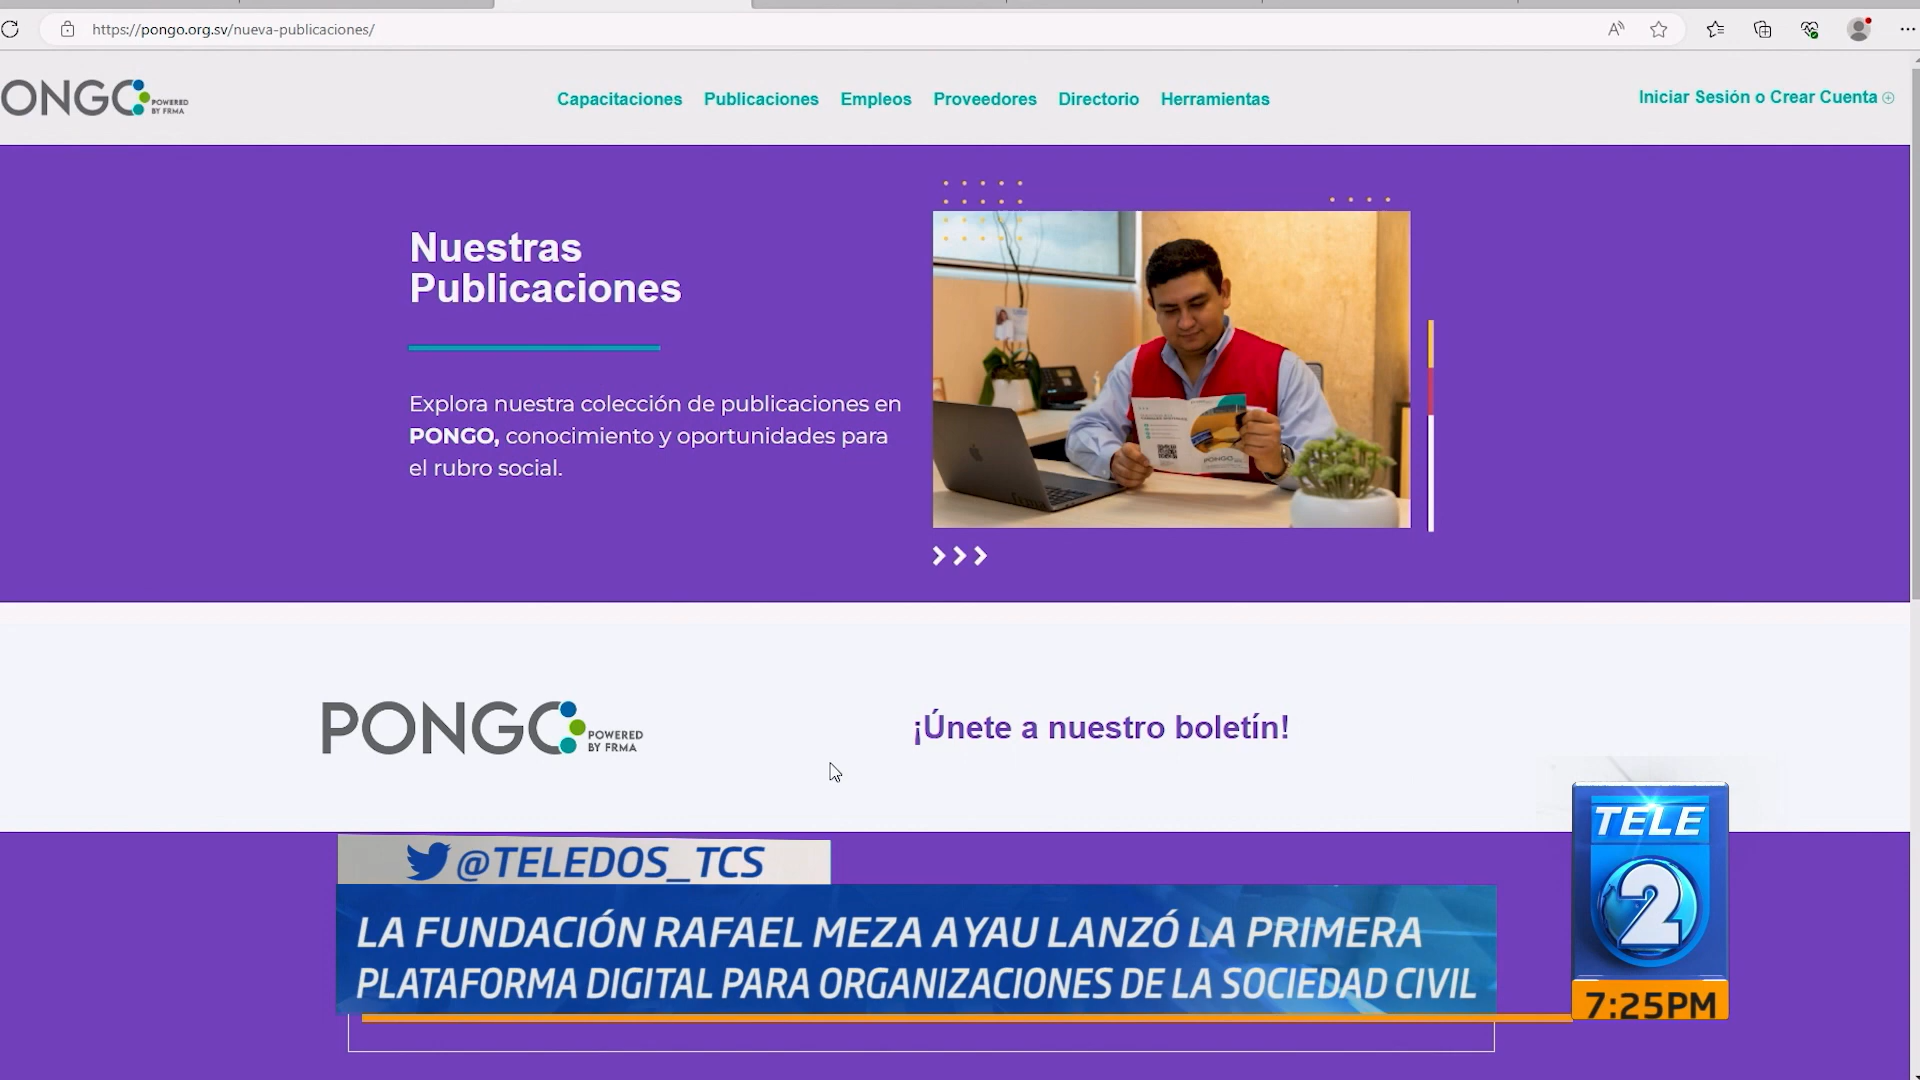 https://pongo.org.sv/nueva-publicaciones/
ONGO POWERED BY FRMA
Capacitaciones Publicaciones Empleos Proveedores Directorio Herramientas
Iniciar Sesión o Crear Cuenta
Nuestras
Publicaciones
Explora nuestra colección de publicaciones en
PONGO, conocimiento y oportunidades para
el rubro social.
PONGO
PONGO POWERED BY FRMA
¡Únete a nuestro boletín!
@TELEDOS_TCS
LA FUNDACIÓN RAFAEL MEZA AYAU LANZÓ LA PRIMERA
PLATAFORMA DIGITAL PARA ORGANIZACIONES DE LA SOCIEDAD CIVIL
TELE
2
7:25PM